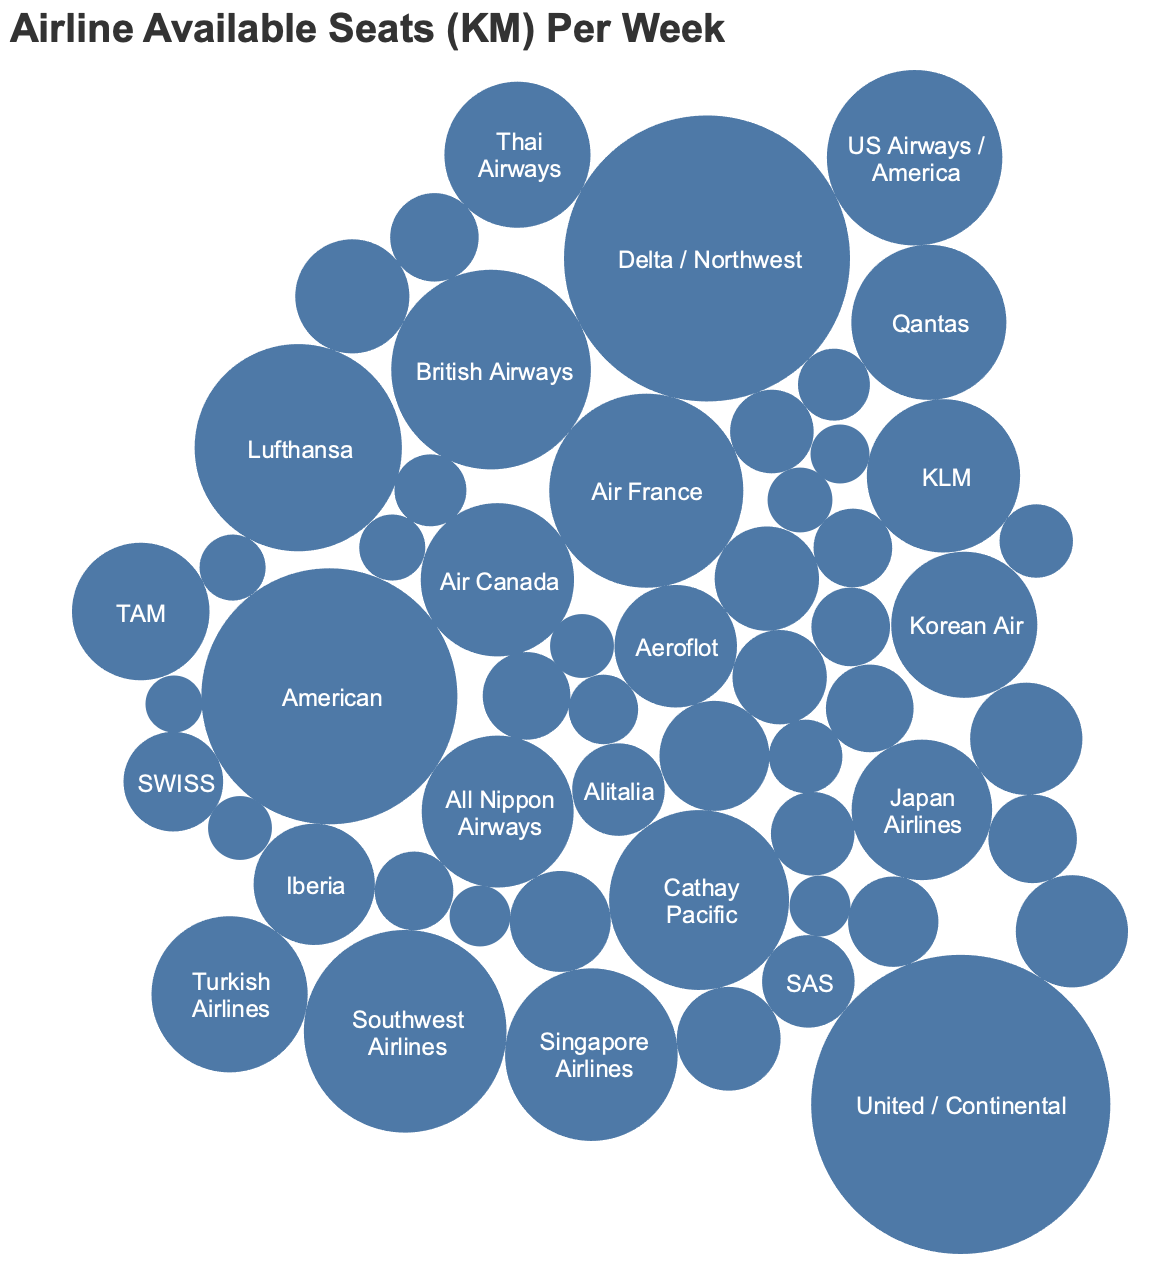 Airline Available Seats (KM) Per Week
Thai
Airways
US Airways /
America
Delta / Northwest
Qantas
British Airways
Lufthansa
Air France
KLM
Air Canada
TAM
Korean Air
Aeroflot
American
SWISS
Alitalia
All Nippon
Airways
Japan
Airlines
Iberia
Cathay
Pacific
Turkish
Airlines
SAS
Southwest
Airlines
Singapore
Airlines
United / Continental